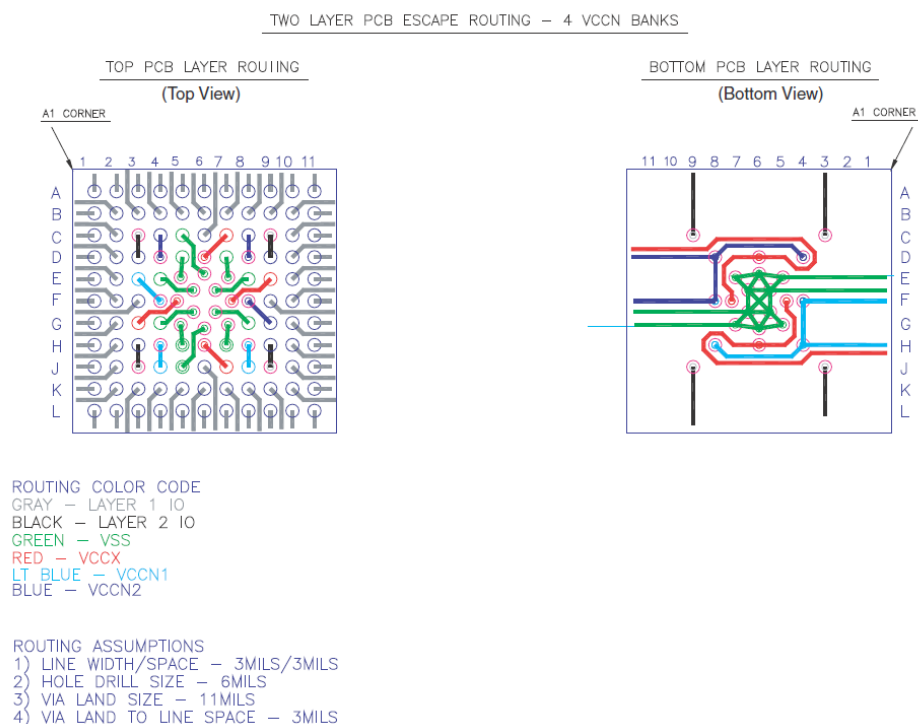 TWO LAYER PCB ESCAPE ROUTING – 4 VCCN BANKS
TOP PCB LAYER ROUIING
(Top View)
A1 CORNER
1 2 3 4 5 6 7 8 9 10 11
A
B
C
D
E
F
G
H
J
K
L
BOTTOM PCB LAYER ROUTING
(Bottom View)
A1 CORNER
11 10 9 8 7 6 5 4 3 2 1
A
B
C
D
E
F
G
H
J
K
L
ROUTING COLOR CODE
GRAY – LAYER 1 IO
BLACK – LAYER 2 IO
GREEN – VSS
RED – VCCX
LT BLUE – VCCN1
BLUE – VCCN2
ROUTING ASSUMPTIONS
1) LINE WIDTH/SPACE – 3MILS/3MILS
2) HOLE DRILL SIZE – 6MILS
3) VIA LAND SIZE – 11MILS
4) VIA LAND TO LINE SPACE – 3MILS